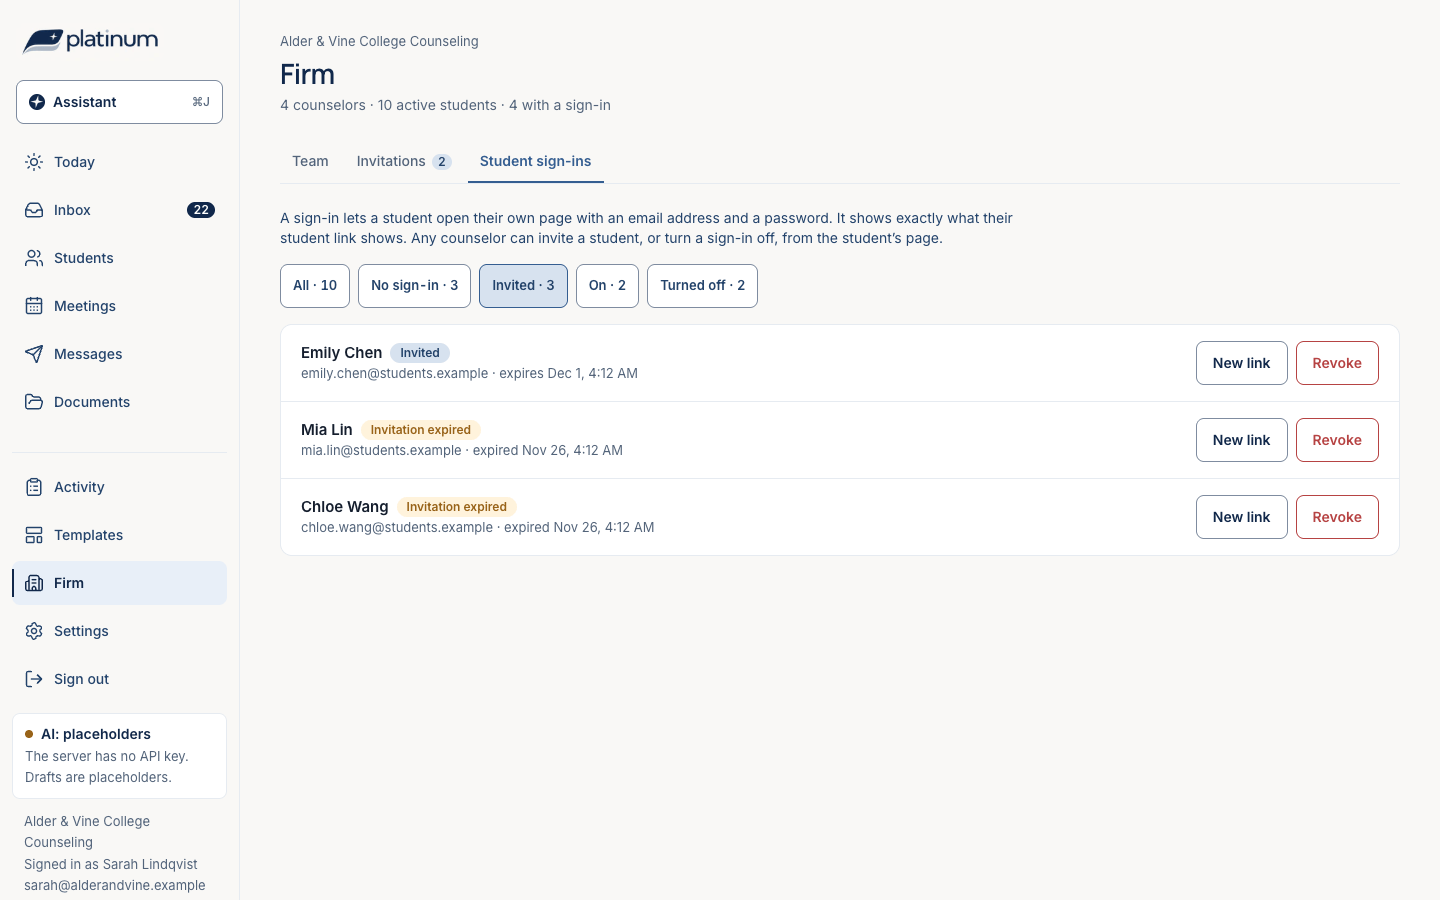 platinum
Assistant ⌘J
Today
Inbox 22
Students
Meetings
Messages
Documents
Activity
Templates
Firm
Settings
Sign out
AI: placeholders
The server has no API key.
Drafts are placeholders.
Alder & Vine College
Counseling
Signed in as Sarah Lindqvist
sarah@alderandvine.example
Alder & Vine College Counseling
Firm
4 counselors · 10 active students · 4 with a sign-in
Team Invitations 2 Student sign-ins
A sign-in lets a student open their own page with an email address and a password. It shows exactly what their
student link shows. Any counselor can invite a student, or turn a sign-in off, from the student’s page.
All · 10 No sign-in · 3 Invited · 3 On · 2 Turned off · 2
Emily Chen Invited
emily.chen@students.example · expires Dec 1, 4:12 AM
New link Revoke
Mia Lin Invitation expired
mia.lin@students.example · expired Nov 26, 4:12 AM
New link Revoke
Chloe Wang Invitation expired
chloe.wang@students.example · expired Nov 26, 4:12 AM
New link Revoke